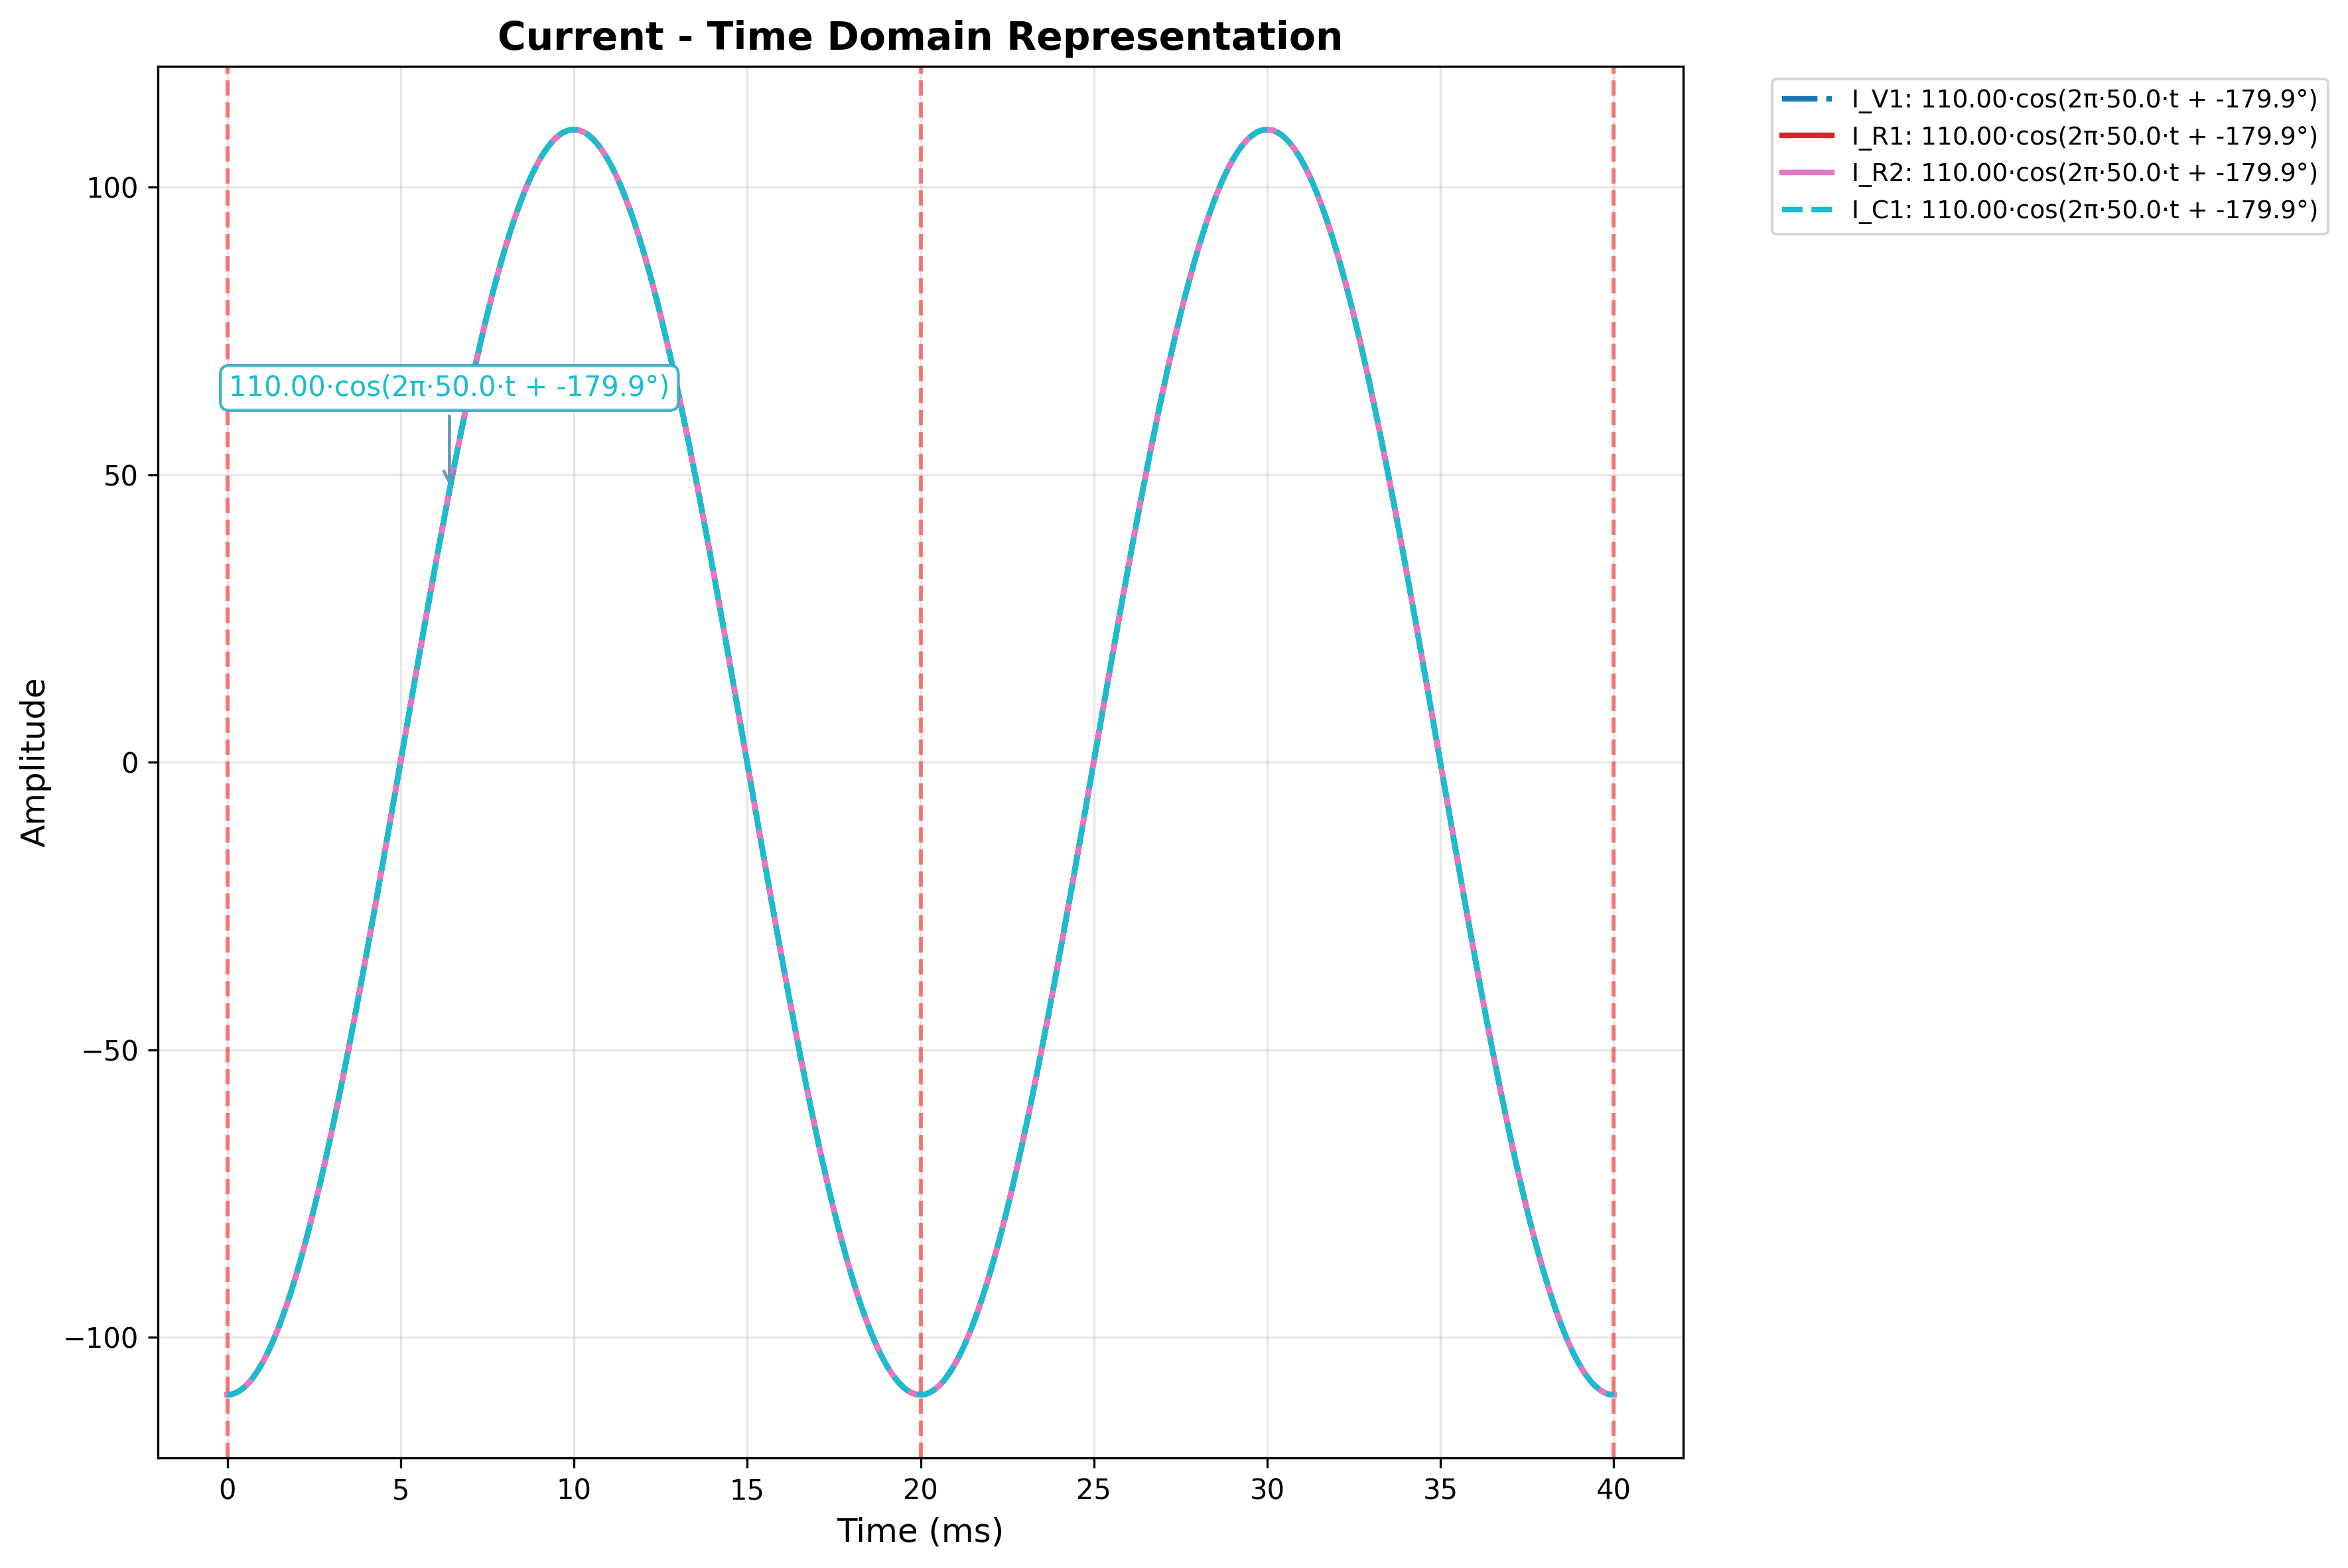 Current - Time Domain Representation
I_V1: 110.00·cos(2π·50.0·t + -179.9°)
I_R1: 110.00·cos(2π·50.0·t + -179.9°)
I_R2: 110.00·cos(2π·50.0·t + -179.9°)
I_C1: 110.00·cos(2π·50.0·t + -179.9°)
110.00·cos(2π·50.0·t + -179.9°)
Amplitude
100
50
0
−50
−100
0 5 10 15 20 25 30 35 40
Time (ms)